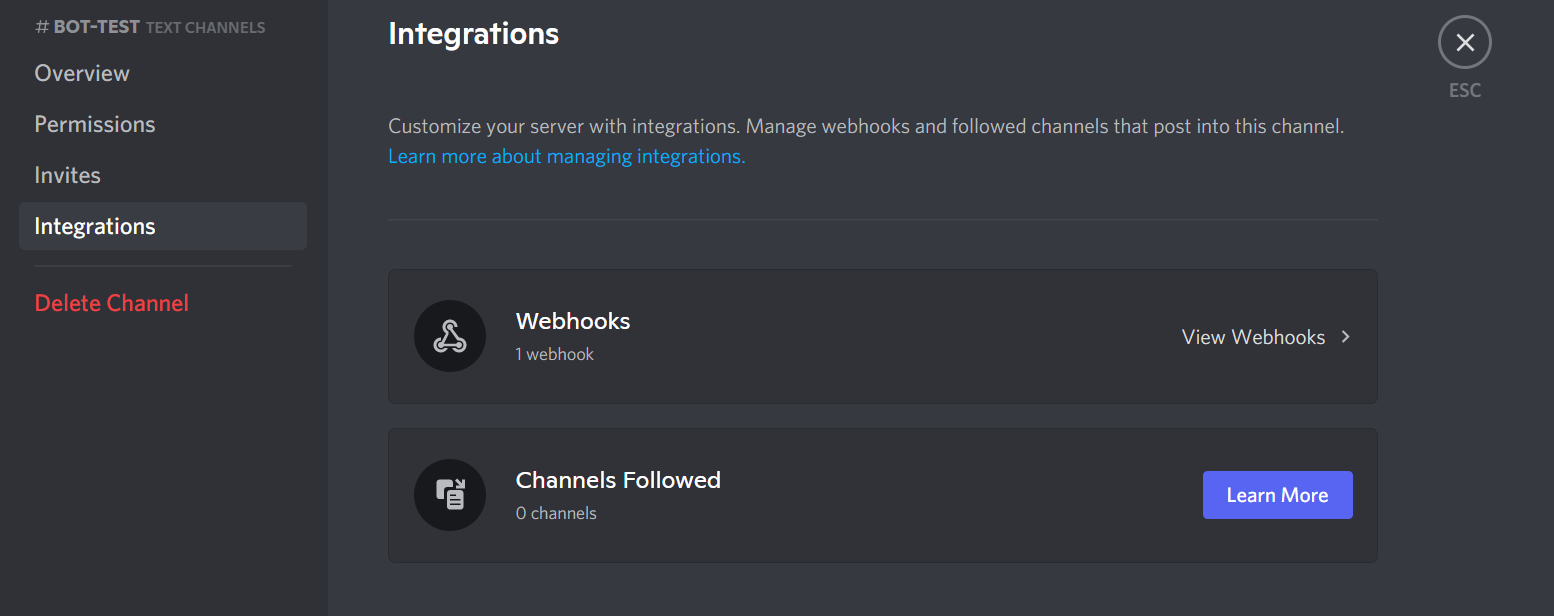 # BOT-TEST TEXT CHANNELS
Overview
Permissions
Invites
Integrations
Delete Channel
Integrations
ESC
Customize your server with integrations. Manage webhooks and followed channels that post into this channel.
Learn more about managing integrations.
Webhooks
1 webhook
View Webhooks
Channels Followed
0 channels
Learn More